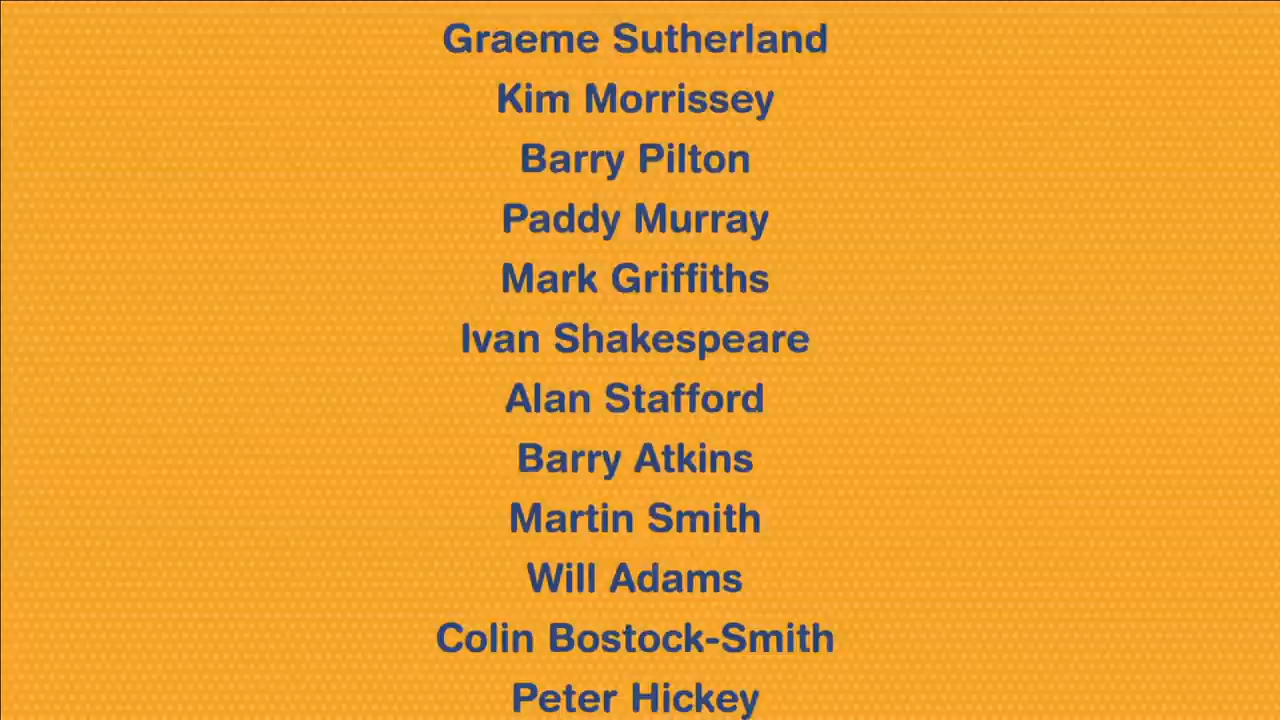 Graeme Sutherland
Kim Morrissey
Barry Pilton
Paddy Murray
Mark Griffiths
Ivan Shakespeare
Alan Stafford
Barry Atkins
Martin Smith
Will Adams
Colin Bostock-Smith
Peter Hickey